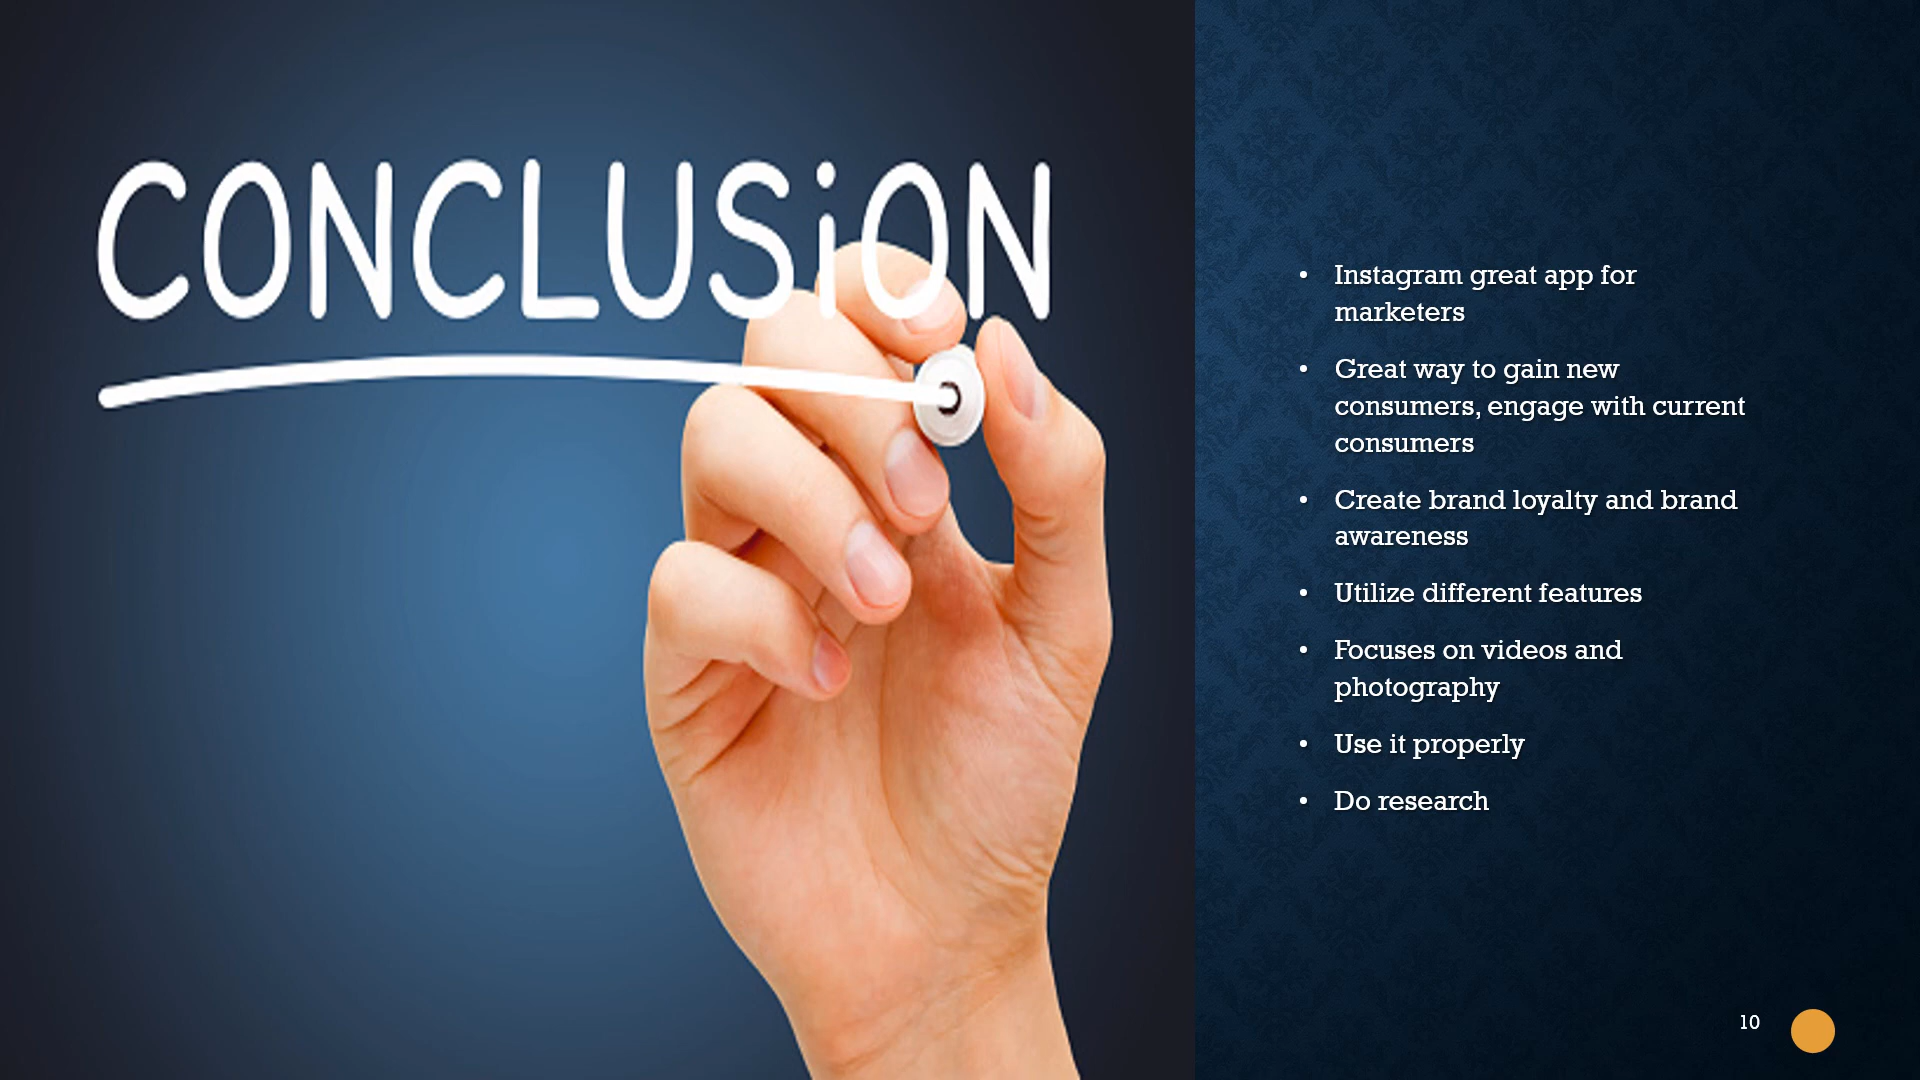 CONCLUSiON
• Instagram great app for
marketers
• Great way to gain new
consumers, engage with current
consumers
• Create brand loyalty and brand
awareness
• Utilize different features
• Focuses on videos and
photography
• Use it properly
• Do research
10